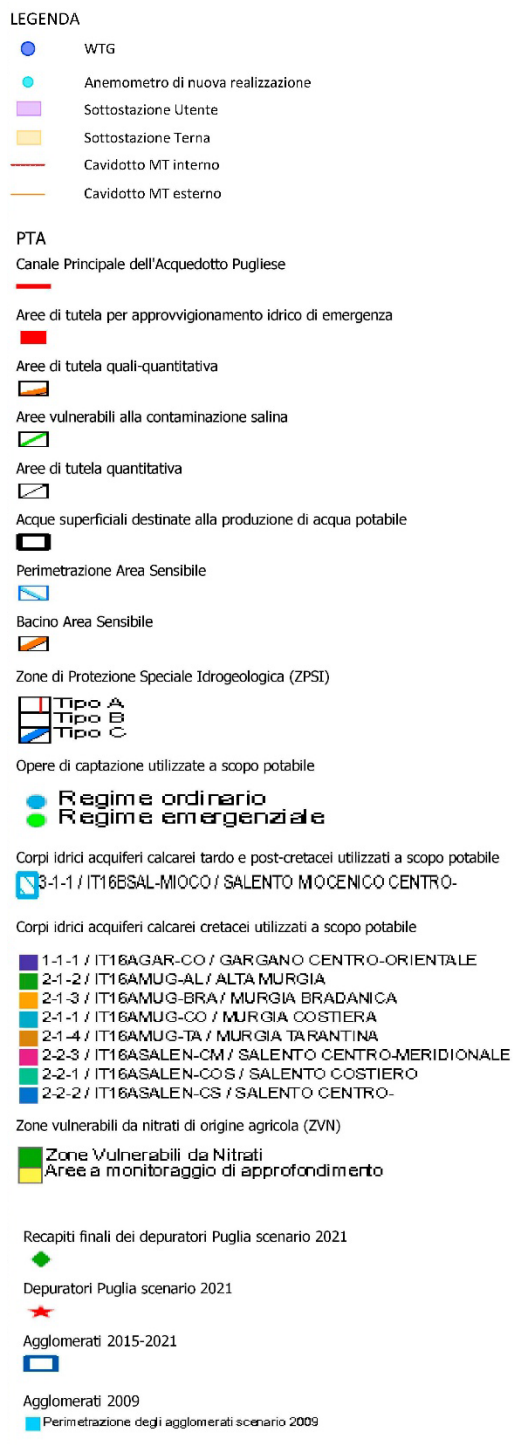 LEGENDA
WTG
Anemometro di nuova realizzazione
Sottostazione Utente
Sottostazione Terna
Cavidotto MT interno
Cavidotto MT esterno
PTA
Canale Principale dell'Acquedotto Pugliese
Aree di tutela per approvvigionamento idrico di emergenza
Aree di tutela quali-quantitativa
Aree vulnerabili alla contaminazione salina
Aree di tutela quantitativa
Acque superficiali destinate alla produzione di acqua potabile
Perimetrazione Area Sensibile
Bacino Area Sensibile
Zone di Protezione Speciale Idrogeologica (ZPSI)
Tipo A
Tipo B
Tipo C
Opere di captazione utilizzate a scopo potabile
Regime ordinario
Regime emergenziale
Corpi idrici acquiferi calcarei tardo e post-cretacei utilizzati a scopo potabile
3-1-1 / IT16BSAL-MIOCO / SALENTO MIOCENICO CENTRO-
Corpi idrici acquiferi calcarei cretacei utilizzati a scopo potabile
1-1-1 / IT16AGAR-CO / GARGANO CENTRO-ORIENTALE
2-1-2 / IT16AMUG-AL / ALTA MURGIA
2-1-3 / IT16AMUG-BRA / MURGIA BRADANICA
2-1-1 / IT16AMUG-CO / MURGIA COSTIERA
2-1-4 / IT16AMUG-TA / MURGIA TARANTINA
2-2-3 / IT16ASALEN-CM / SALENTO CENTRO-MERIDIONALE
2-2-1 / IT16ASALEN-COS / SALENTO COSTIERO
2-2-2 / IT16ASALEN-CS / SALENTO CENTRO-
Zone vulnerabili da nitrati di origine agricola (ZVN)
Zone Vulnerabili da Nitrati
Aree a monitoraggio di approfondimento
Recapiti finali dei depuratori Puglia scenario 2021
Depuratori Puglia scenario 2021
Agglomerati 2015-2021
Agglomerati 2009
Perimetrazione degli agglomerati scenario 2009